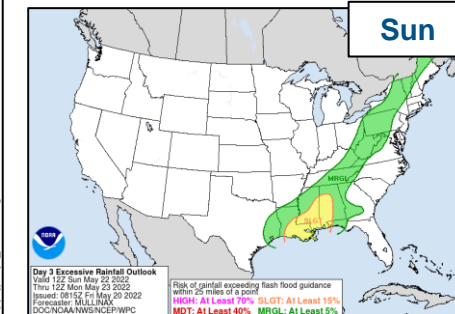 Sun
MRGL
SLGT
NOAA
Day 3 Excessive Rainfall Outlook
Valid 12Z Sun May 22 2022
Thru 12Z Mon May 23 2022
Issued: 0815Z Fri May 20 2022
Forecaster: MULLINAX
DOC/NOAA/NWS/NCEP/WPC
Risk of rainfall exceeding flash flood guidance
within 25 miles of a point
HIGH: At Least 70% SLGT: At Least 15%
MDT: At Least 40% MRGL: At Least 5%